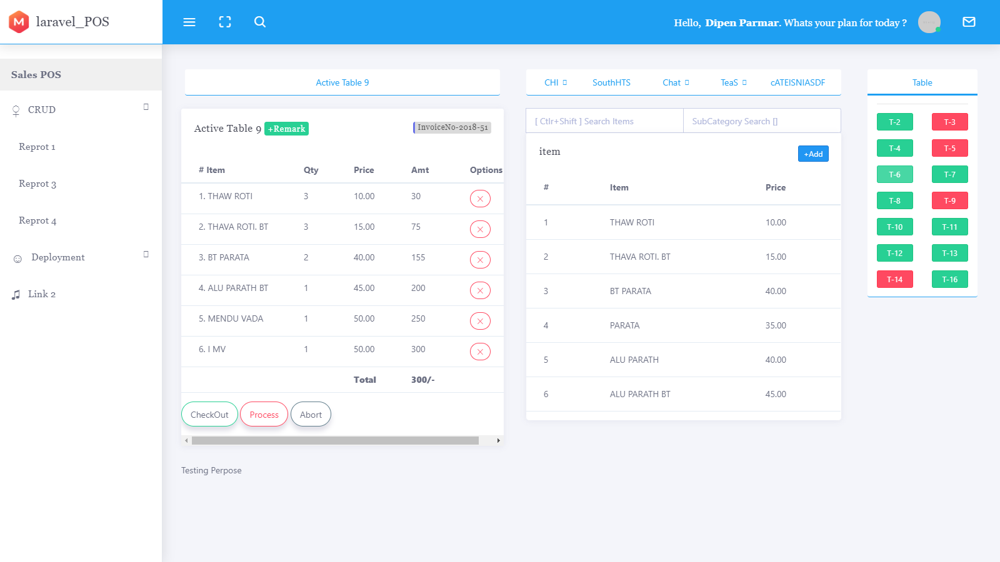 laravel_POS
Hello, Dipen Parmar. Whats your plan for today ?
Sales POS
CRUD
Reprot 1
Reprot 3
Reprot 4
Deployment
Link 2
Active Table 9
Active Table 9 +Remark
InvoiceNo-2018-51
# Item Qty Price Amt Options
1. THAW ROTI 3 10.00 30
2. THAVA ROTI. BT 3 15.00 75
3. BT PARATA 2 40.00 155
4. ALU PARATH BT 1 45.00 200
5. MENDU VADA 1 50.00 250
6. I MV 1 50.00 300
Total 300/-
CheckOut Process Abort
Testing Perpose
CHI SouthHTS Chat TeaS cATEISNIASDF
[ Ctlr+Shift ] Search Items SubCategory Search []
item +Add
# Item Price
1 THAW ROTI 10.00
2 THAVA ROTI. BT 15.00
3 BT PARATA 40.00
4 PARATA 35.00
5 ALU PARATH 40.00
6 ALU PARATH BT 45.00
Table
T-2 T-3
T-4 T-5
T-6 T-7
T-8 T-9
T-10 T-11
T-12 T-13
T-14 T-16